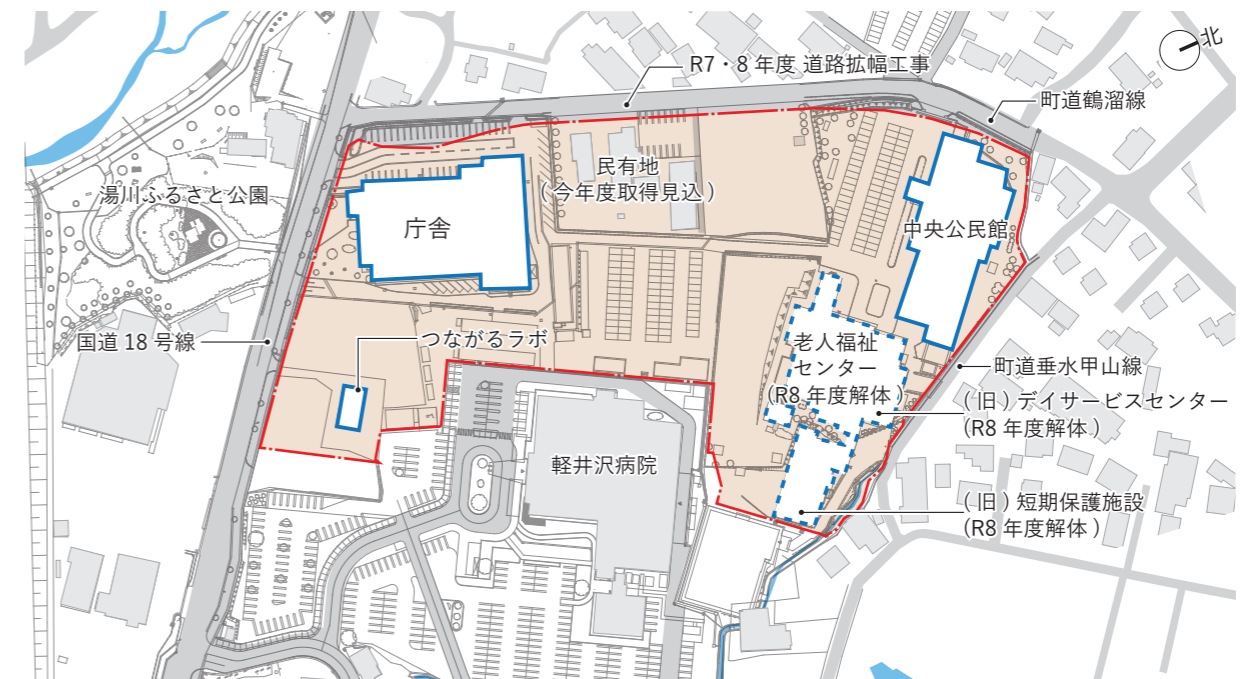 北
R7・8 年度 道路拡幅工事
町道鶴溜線
民有地
( 今年度取得見込 )
湯川ふるさと公園
庁舎
中央公民館
国道 18 号線
つながるラボ
老人福祉
センター
(R8 年度解体 )
町道垂水甲山線
( 旧 ) デイサービスセンター
(R8 年度解体 )
軽井沢病院
( 旧 ) 短期保護施設
(R8 年度解体 )